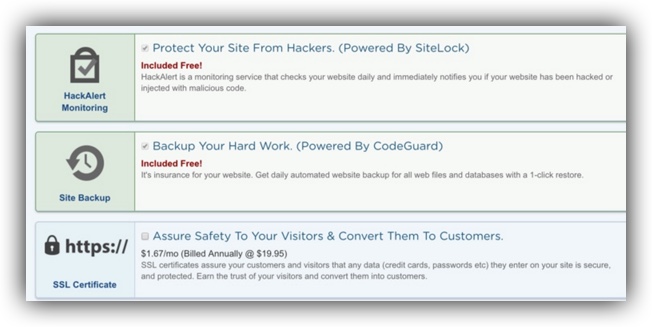 Protect Your Site From Hackers. (Powered By SiteLock)
Included Free!
HackAlert is a monitoring service that checks your website daily and immediately notifies you if your website has been hacked or
injected with malicious code.
HackAlert
Monitoring
Backup Your Hard Work. (Powered By CodeGuard)
Included Free!
It's insurance for your website. Get daily automated website backup for all web files and databases with a 1-click restore.
Site Backup
https://
Assure Safety To Your Visitors & Convert Them To Customers.
$1.67/mo (Billed Annually @ $19.95)
SSL certificates assure your customers and visitors that any data (credit cards, passwords etc) they enter on your site is secure,
and protected. Earn the trust of your visitors and convert them into customers.
SSL Certificate